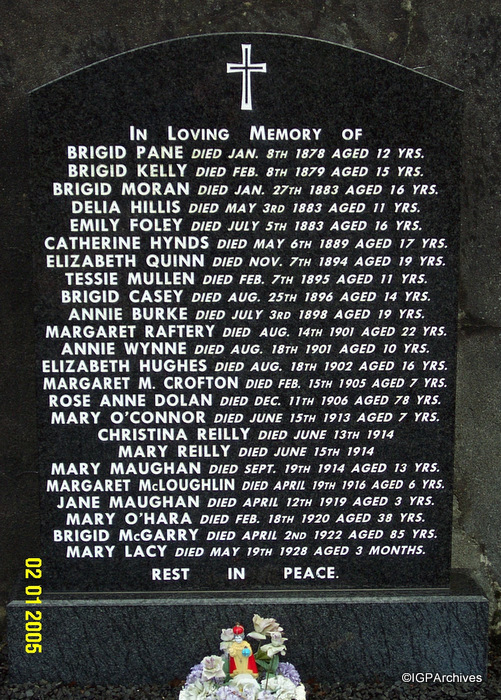 In Loving Memory of
BRIGID PANE DIED JAN. 8TH 1878 AGED 12 YRS.
BRIGID KELLY DIED FEB. 8TH 1879 AGED 15 YRS.
BRIGID MORAN DIED JAN. 27TH 1883 AGED 16 YRS.
DELIA HILLIS DIED MAY 3RD 1883 AGED 11 YRS.
EMILY FOLEY DIED JULY 5TH 1883 AGED 16 YRS.
CATHERINE HYNDS DIED MAY 6TH 1889 AGED 17 YRS.
ELIZABETH QUINN DIED NOV. 7TH 1894 AGED 19 YRS.
TESSIE MULLEN DIED FEB. 7TH 1895 AGED 11 YRS.
BRIGID CASEY DIED AUG. 25TH 1896 AGED 14 YRS.
ANNIE BURKE DIED JULY 3RD 1898 AGED 19 YRS.
MARGARET RAFTERY DIED AUG. 14TH 1901 AGED 22 YRS.
ANNIE WYNNE DIED AUG. 18TH 1901 AGED 10 YRS.
ELIZABETH HUGHES DIED AUG. 18TH 1902 AGED 16 YRS.
MARGARET M. CROFTON DIED FEB. 15TH 1905 AGED 7 YRS.
ROSE ANNE DOLAN DIED DEC. 11TH 1906 AGED 78 YRS.
MARY O'CONNOR DIED JUNE 15TH 1913 AGED 7 YRS.
CHRISTINA REILLY DIED JUNE 13TH 1914
MARY REILLY DIED JUNE 15TH 1914
MARY MAUGHAN DIED SEPT. 19TH 1914 AGED 13 YRS.
MARGARET McLOUGHLIN DIED APRIL 19TH 1916 AGED 6 YRS.
JANE MAUGHAN DIED APRIL 12TH 1919 AGED 3 YRS.
MARY O'HARA DIED FEB. 18TH 1920 AGED 38 YRS.
BRIGID McGARRY DIED APRIL 2ND 1922 AGED 85 YRS.
MARY LACY DIED MAY 19TH 1928 AGED 3 MONTHS.
REST IN PEACE.
02 01 2005
©IGPArchives